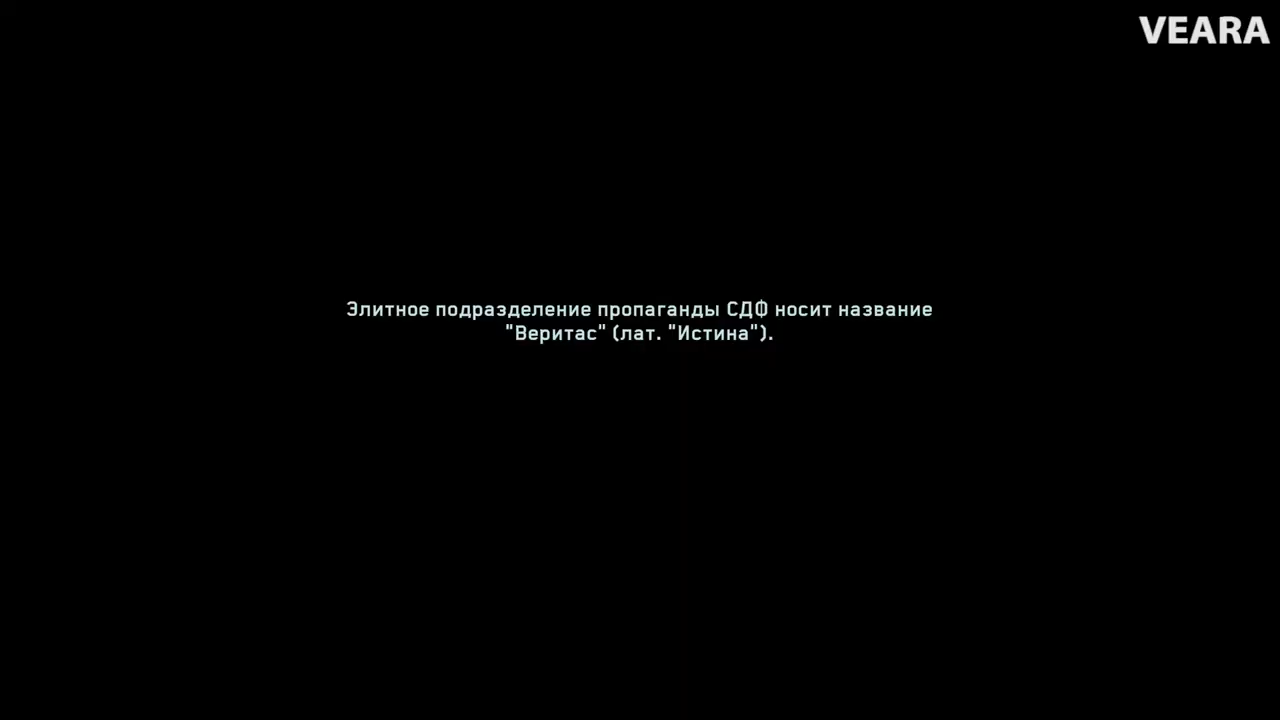 VEARA
Элитное подразделение пропаганды СДФ носит название
"Веритас" (лат. "Истина").